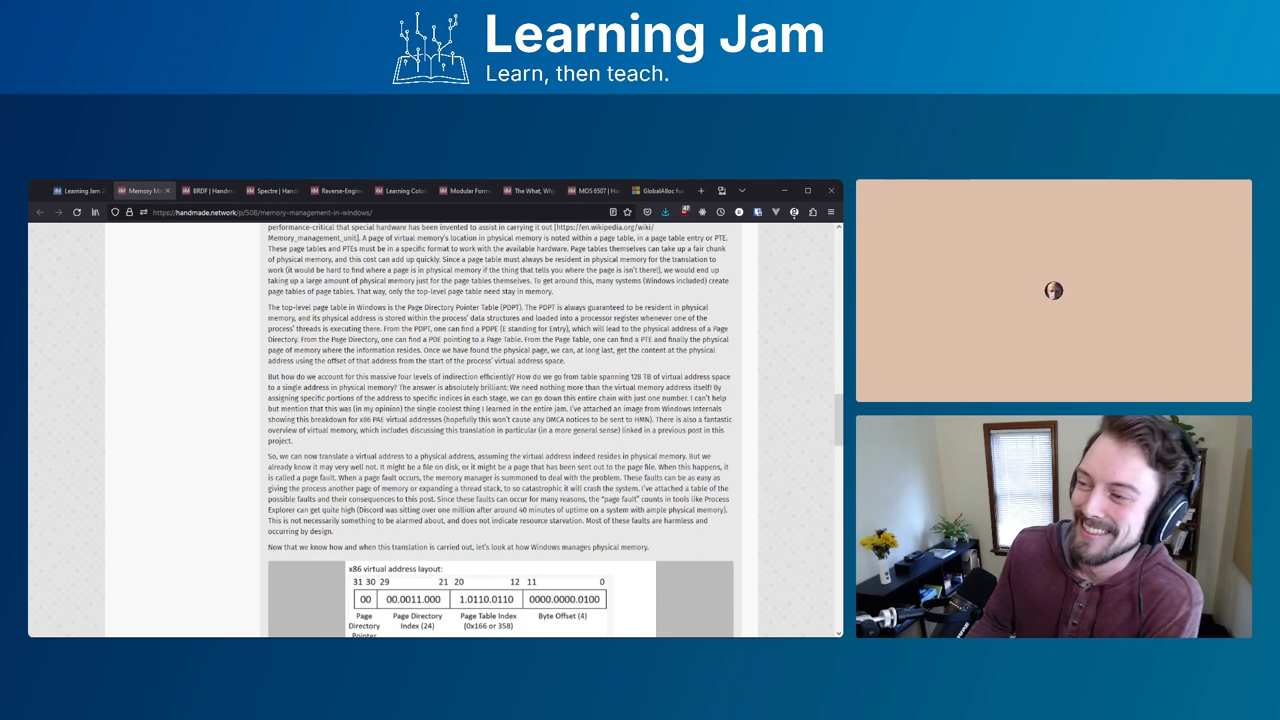 Learning Jam
Learn, then teach.
Learning Jam 2
Memory M
BRDF | Handm
Spectre | Hand
Reverse-Engin
Learning Colo
Modular Form
The What, Why
MOS 6507 | Ha
GlobalAlloc fu
https://handmade.network/p/508/memory-management-in-windows/
performance-critical that special hardware has been invented to assist in carrying it out [https://en.wikipedia.org/wiki/
Memory_management_unit]. A page of virtual memory's location in physical memory is noted within a page table, in a page table entry or PTE.
These page tables and PTEs must be in a specific format to work with the available hardware. Page tables themselves can take up a fair chunk
of physical memory, and this cost can add up quickly. Since a page table must always be resident in physical memory for the translation to
work (it would be hard to find where a page is in physical memory if the thing that tells you where the page is isn't there!), we would end up
taking up a large amount of physical memory just for the page tables themselves. To get around this, many systems (Windows included) create
page tables of page tables. That way, only the top-level page table need stay in memory.
The top-level page table in Windows is the Page Directory Pointer Table (PDPT). The PDPT is always guaranteed to be resident in physical
memory, and its physical address is stored within the process' data structures and loaded into a processor register whenever one of the
process' threads is executing there. From the PDPT, one can find a PDPE (E standing for Entry), which will lead to the physical address of a Page
Directory. From the Page Directory, one can find a PDE pointing to a Page Table. From the Page Table, one can find a PTE and finally the physical
page of memory where the information resides. Once we have found the physical page, we can, at long last, get the content at the physical
address using the offset of that address from the start of the process' virtual address space.
But how do we account for this massive four levels of indirection efficiently? How do we go from table spanning 128 TB of virtual address space
to a single address in physical memory? The answer is absolutely brilliant: We need nothing more than the virtual memory address itself! By
assigning specific portions of the address to specific indices in each stage, we can go down this entire chain with just one number. I can't help
but mention that this was (in my opinion) the single coolest thing I learned in the entire jam. I've attached an image from Windows Internals
showing this breakdown for x86 PAE virtual addresses (hopefully this won't cause any DMCA notices to be sent to HMN). There is also a fantastic
overview of virtual memory, which includes discussing this translation in particular (in a more general sense) linked in a previous post in this
project.
So, we can now translate a virtual address to a physical address, assuming the virtual address indeed resides in physical memory. But we
already know it may very well not. It might be a file on disk, or it might be a page that has been sent out to the page file. When this happens, it
is called a page fault. When a page fault occurs, the memory manager is summoned to deal with the problem. These faults can be as easy as
giving the process another page of memory or expanding a thread stack, to so catastrophic it will crash the system. I've attached a table of the
possible faults and their consequences to this post. Since these faults can occur for many reasons, the "page fault" counts in tools like Process
Explorer can get quite high (Discord was sitting over one million after around 40 minutes of uptime on a system with ample physical memory).
This is not necessarily something to be alarmed about, and does not indicate resource starvation. Most of these faults are harmless and
occurring by design.
Now that we know how and when this translation is carried out, let's look at how Windows manages physical memory.
x86 virtual address layout:
31 30 29 21 20 12 11 0
00 00.0011.000 1.0110.0110 0000.0000.0100
Page Page Directory Page Table Index Byte Offset (4)
Directory Index (24) (0x166 or 358)
Pointer